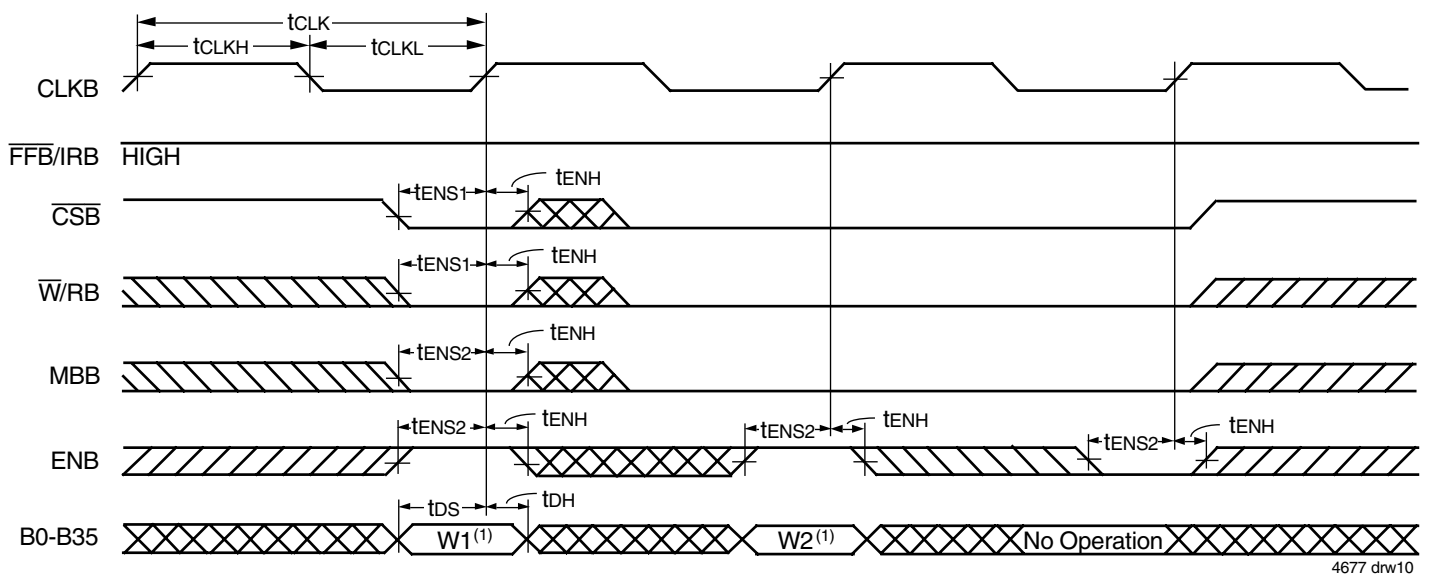 tCLK
tCLKH tCLKL
CLKB
FFB/IRB HIGH
tENS1 tENH
CSB
tENS1 tENH
W/RB
tENS2 tENH
MBB
tENS2 tENH tENS2 tENH tENS2 tENH
ENB
tDS tDH
B0-B35 W1(1) W2(1) No Operation
4677 drw10